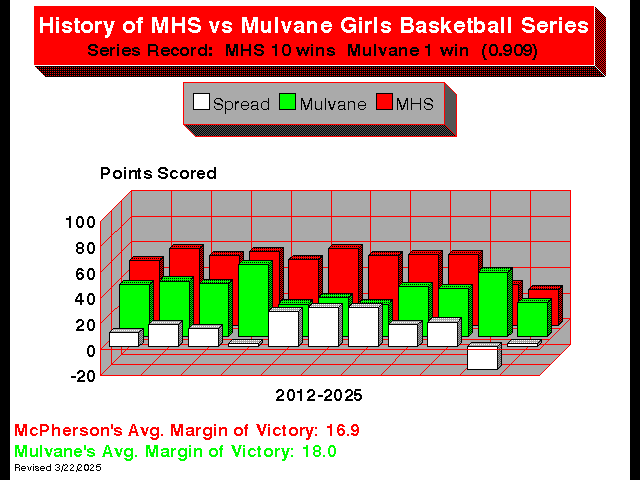 History of MHS vs Mulvane Girls Basketball Series
Series Record:  MHS 10 wins  Mulvane 1 win  (0.909)
Spread Mulvane MHS
Points Scored
100
80
60
40
20
0
-20
2012-2025
McPherson's Avg. Margin of Victory: 16.9
Mulvane's Avg. Margin of Victory: 18.0
Revised 3/22/2025